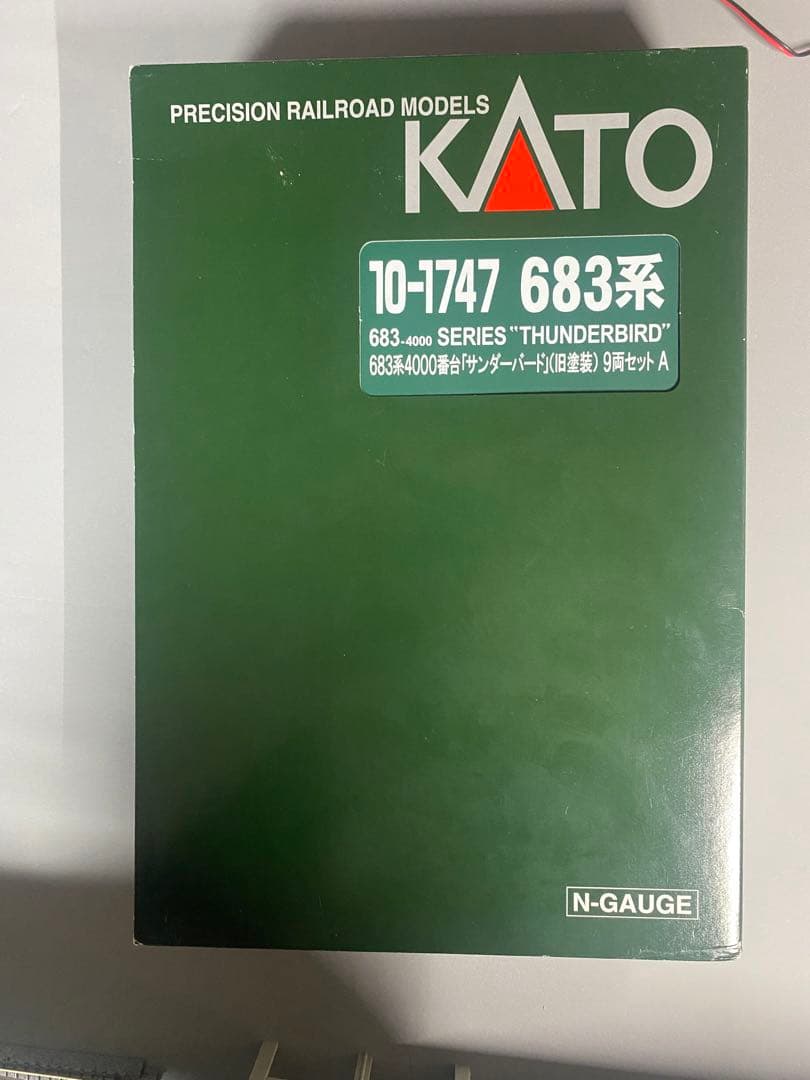 PRECISION RAILROAD MODELS
KATO
10-1747 683系
683-4000 SERIES "THUNDERBIRD"
683系4000番台「サンダーバード」(旧塗装) 9両セット A
N-GAUGE